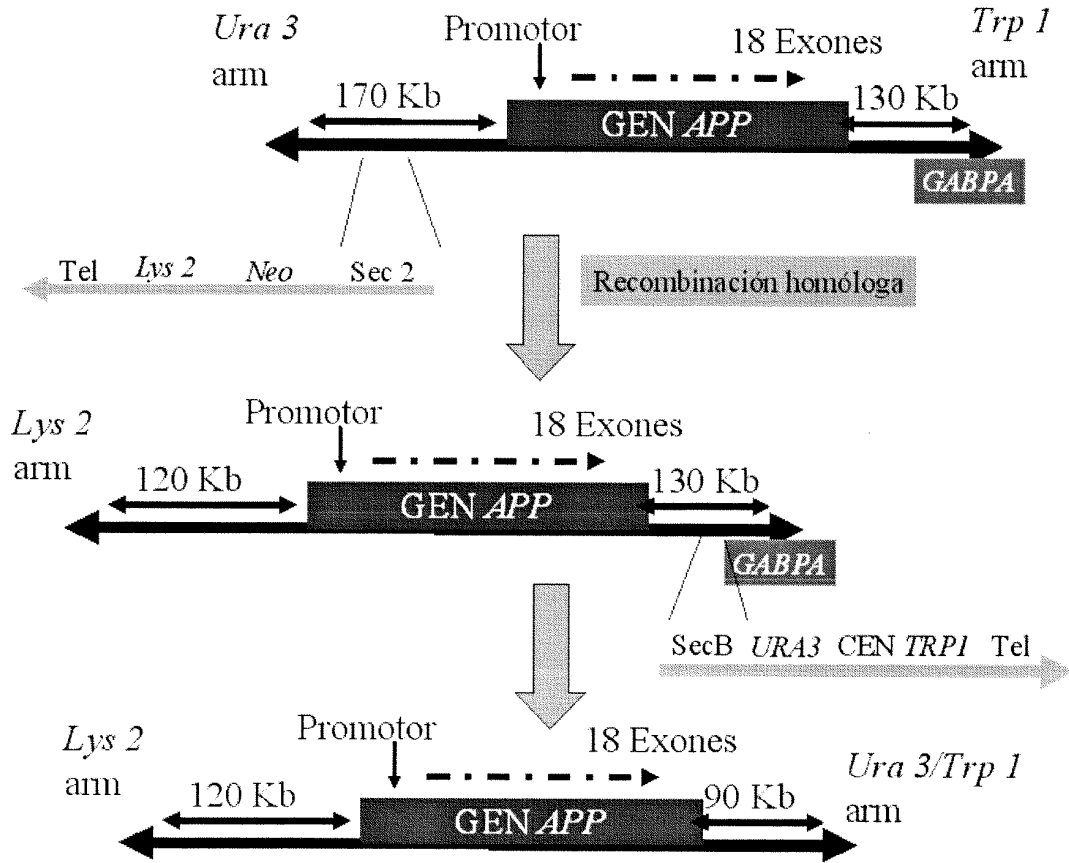 Ura 3
arm
Promotor
18 Exones
Trp 1
arm
170 Kb
GEN APP
130 Kb
GABPA
Tel Lys 2 Neo Sec 2
Recombinación homóloga
Lys 2
arm
Promotor
18 Exones
120 Kb
GEN APP
130 Kb
GABPA
SecB URA3 CEN TRP1 Tel
Lys 2
arm
Promotor
18 Exones
Ura 3/Trp 1
arm
120 Kb
GEN APP
90 Kb